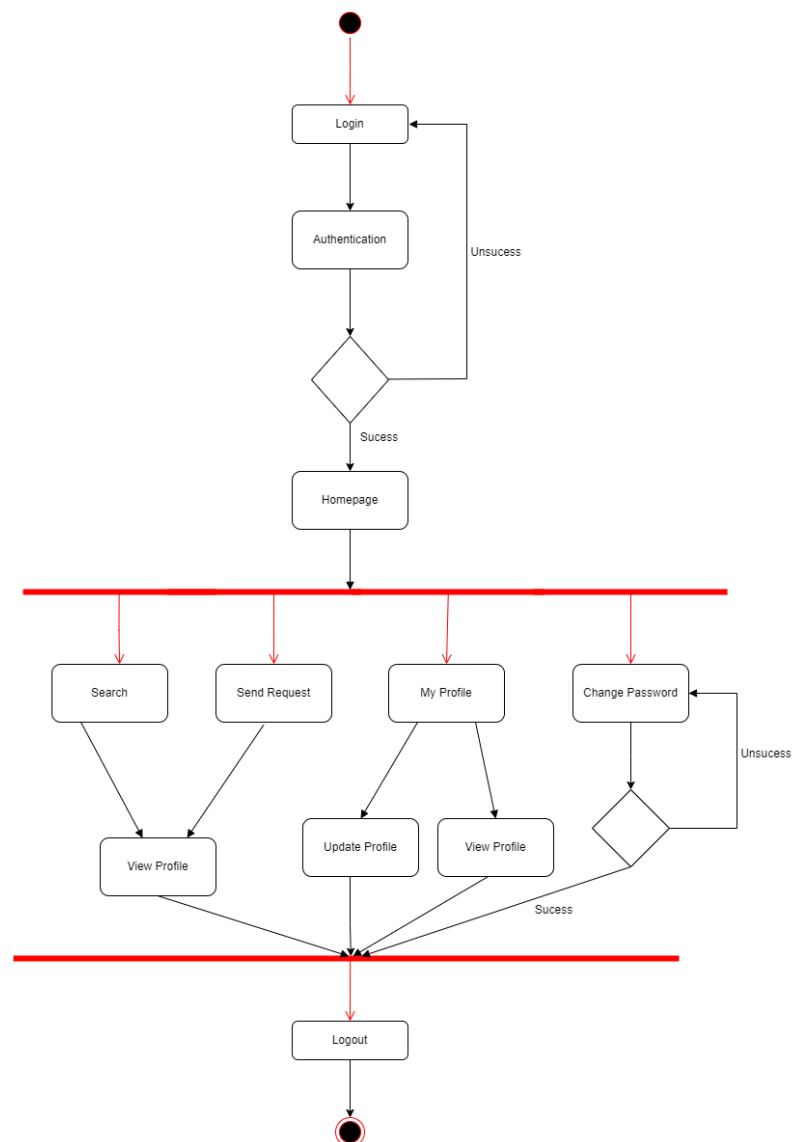 Login
Authentication
Unsucess
Sucess
Homepage
Search
Send Request
My Profile
Change Password
Unsucess
View Profile
Update Profile
View Profile
Sucess
Logout